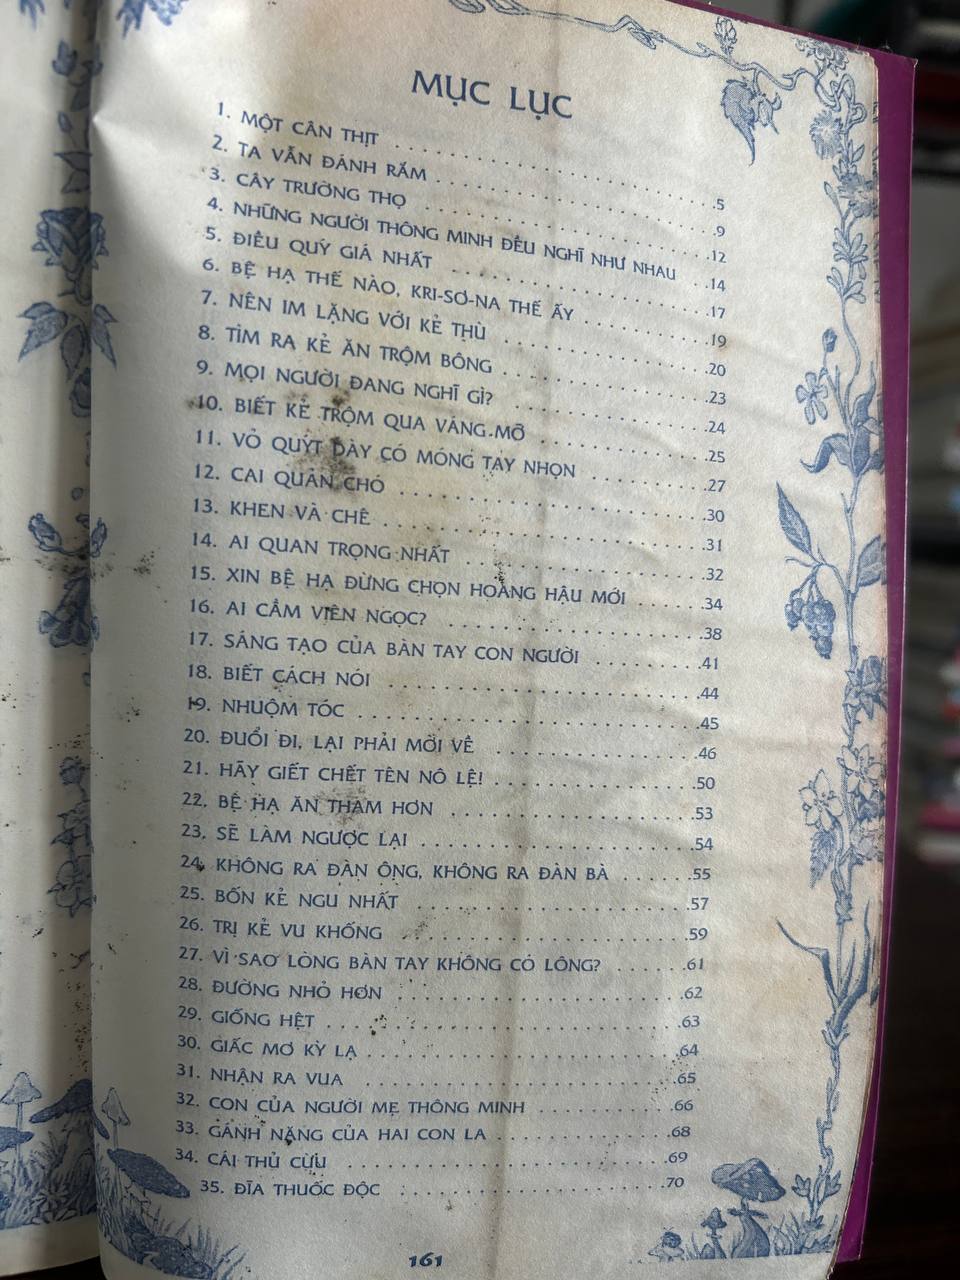 MỤC LỤC
1. MỘT CÂN THỊT .5
2. TA VẪN ĐÁNH RẮM .9
3. CÂY TRƯỜNG THỌ .12
4. NHỮNG NGƯỜI THÔNG MINH ĐỀU NGHĨ NHƯ NHAU .14
5. ĐIỀU QUÝ GIÁ NHẤT .17
6. BỆ HẠ THẾ NÀO, KRI-SƠ-NA THẾ ẤY .19
7. NÊN IM LẶNG VỚI KẺ THÙ .20
8. TÌM RA KẺ ĂN TRỘM BÔNG .23
9. MỌI NGƯỜI ĐANG NGHĨ GÌ? .24
10. BIẾT KẺ TRỘM QUA VÁNG MỠ .25
11. VỎ QUÝT DÀY CÓ MÓNG TAY NHỌN .27
12. CAI QUẢN CHÓ .30
13. KHEN VÀ CHÊ .31
14. AI QUAN TRỌNG NHẤT .32
15. XIN BỆ HẠ ĐỪNG CHỌN HOÀNG HẬU MỚI .34
16. AI CẦM VIÊN NGỌC? .38
17. SÁNG TẠO CỦA BÀN TAY CON NGƯỜI .41
18. BIẾT CÁCH NÓI .44
19. NHUỘM TÓC .45
20. ĐUỔI ĐI, LẠI PHẢI MỜI VỀ .46
21. HÃY GIẾT CHẾT TÊN NÔ LỆ! .50
22. BỆ HẠ ĂN THAM HƠN .53
23. SẼ LÀM NGƯỢC LẠI .54
24. KHÔNG RA ĐÀN ÔNG, KHÔNG RA ĐÀN BÀ .55
25. BỐN KẺ NGU NHẤT .57
26. TRỊ KẺ VU KHỐNG .59
27. VÌ SAO LÒNG BÀN TAY KHÔNG CÓ LÔNG? .61
28. ĐƯỜNG NHỎ HƠN .62
29. GIỐNG HỆT .63
30. GIẤC MƠ KỲ LẠ .64
31. NHẬN RA VUA .65
32. CON CỦA NGƯỜI MẸ THÔNG MINH .66
33. GÁNH NẶNG CỦA HAI CON LA .68
34. CÁI THỦ CỪU .69
35. ĐĨA THUỐC ĐỘC .70
161